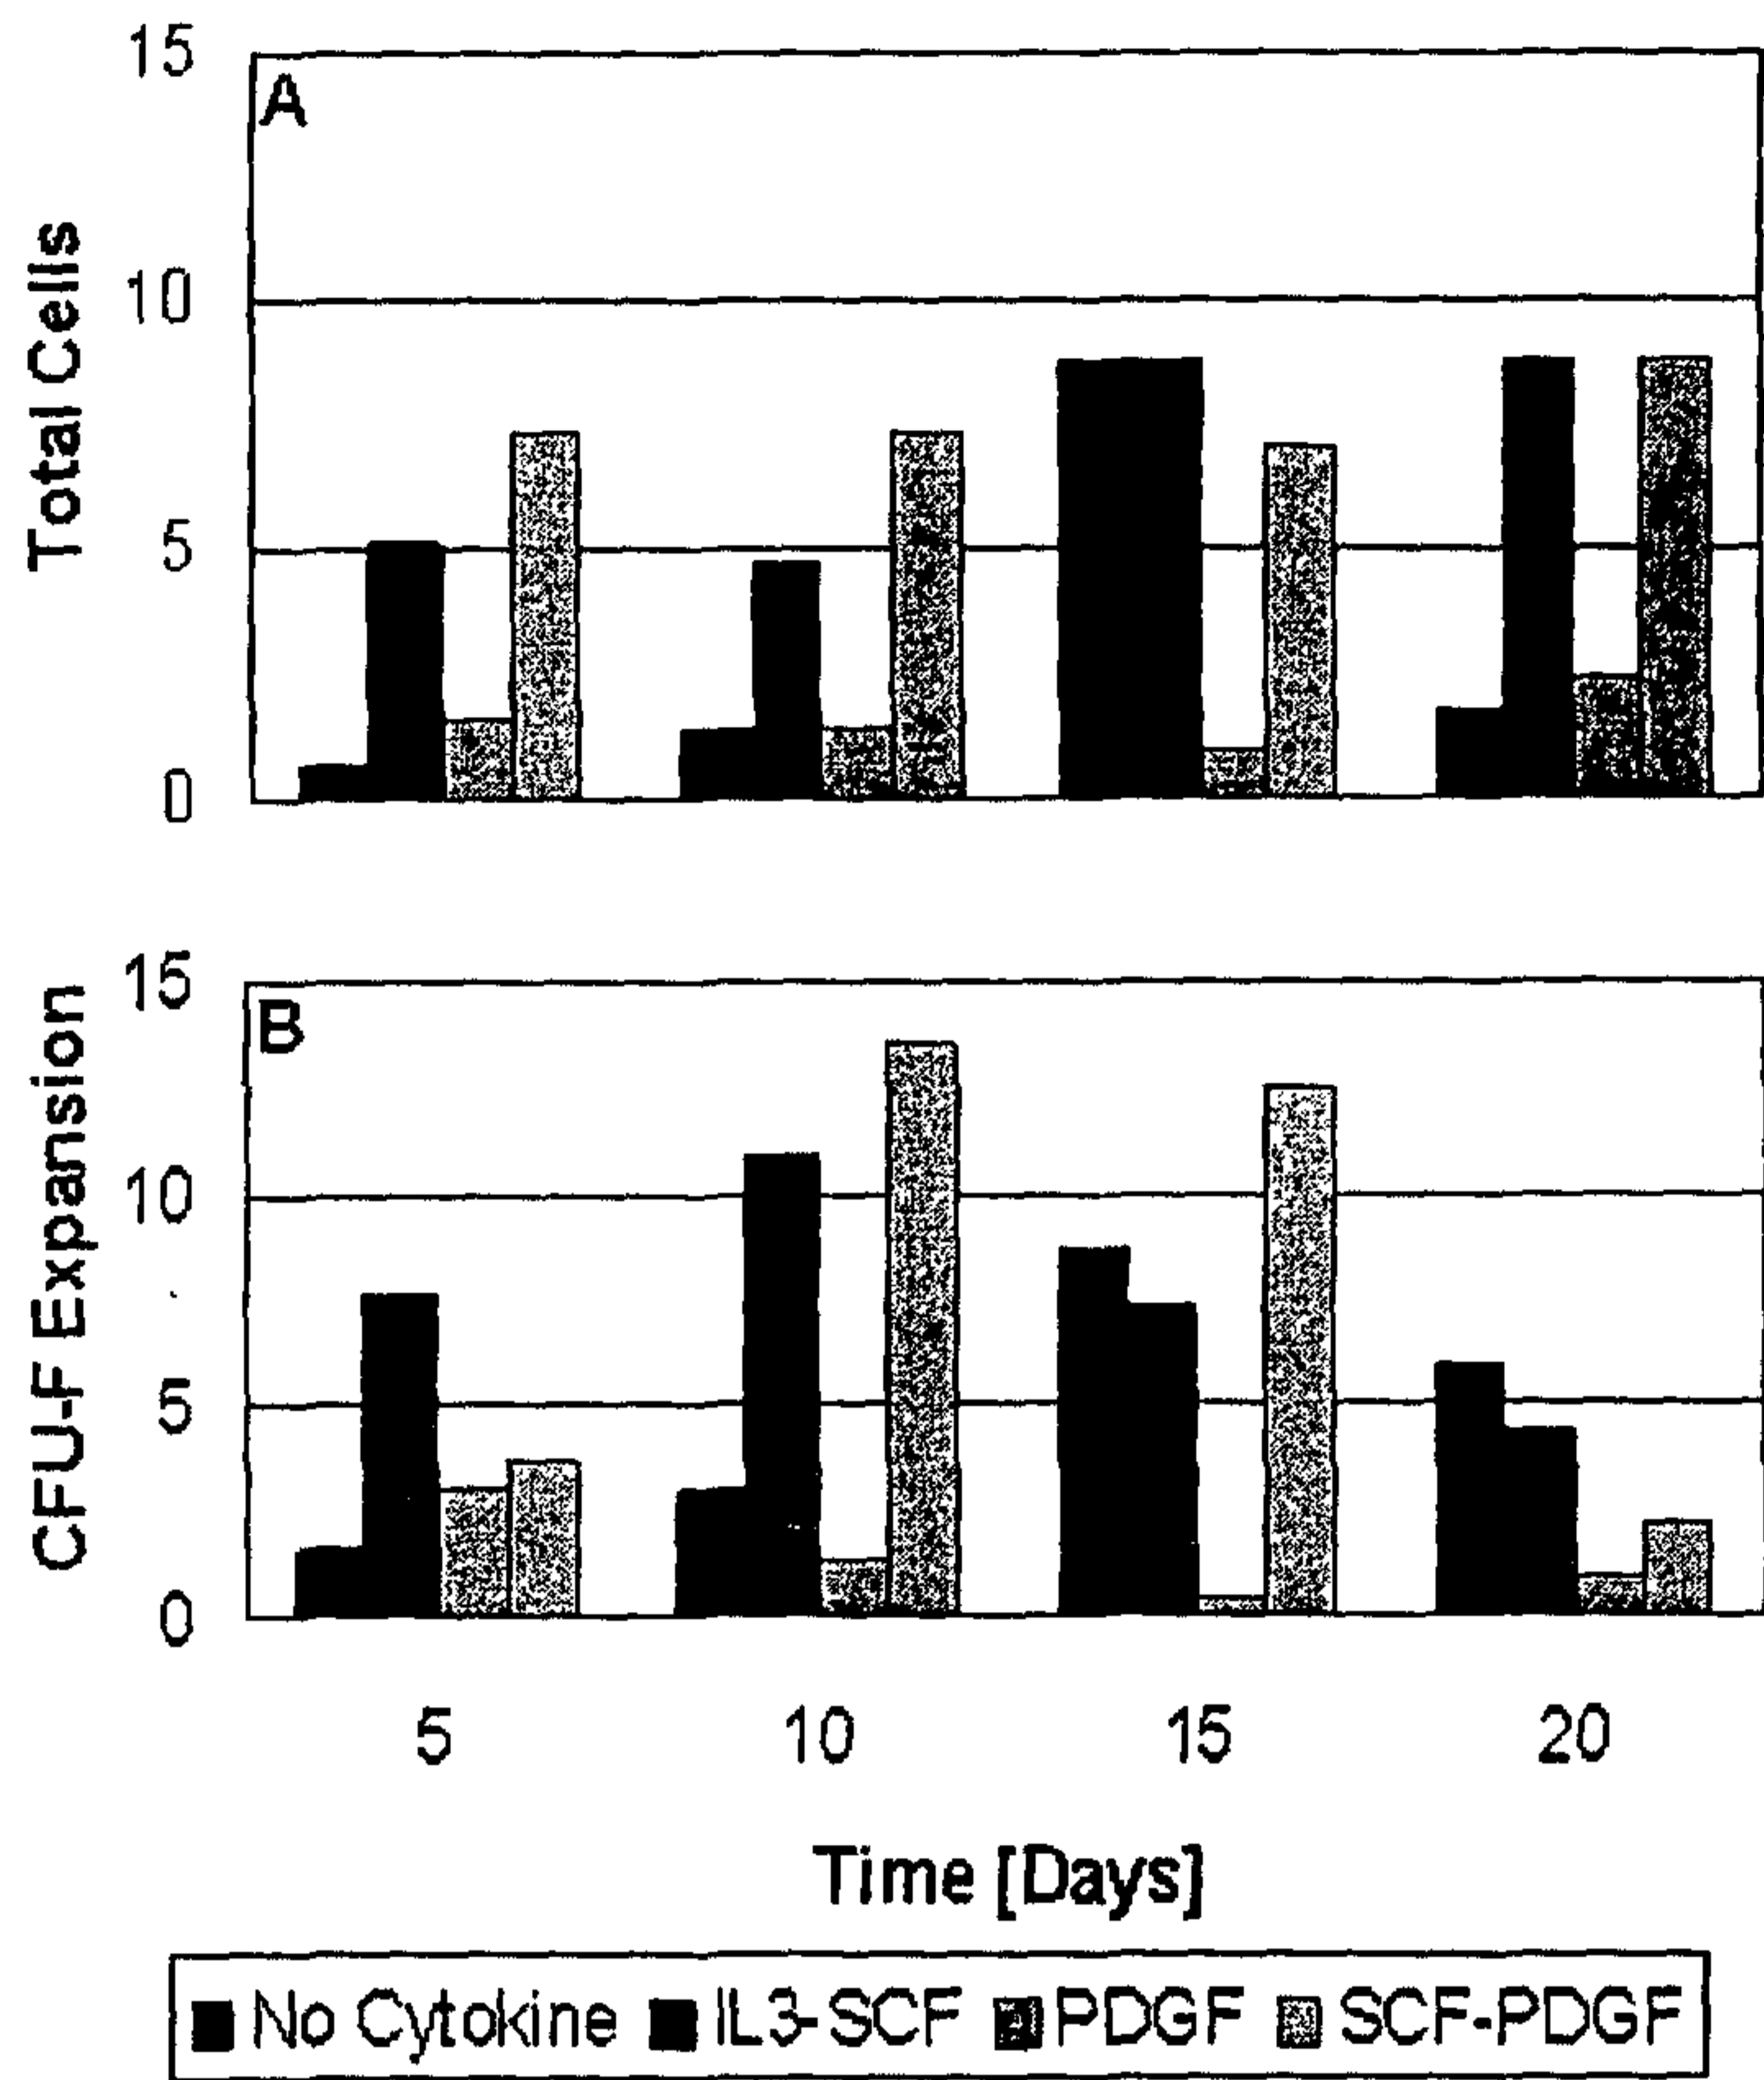 15
A
10
5
0
Total Cells
15
B
10
5
0
CFU-F Expansion
5 10 15 20
Time [Days]
No Cytokine IL3-SCF PDGF SCF-PDGF